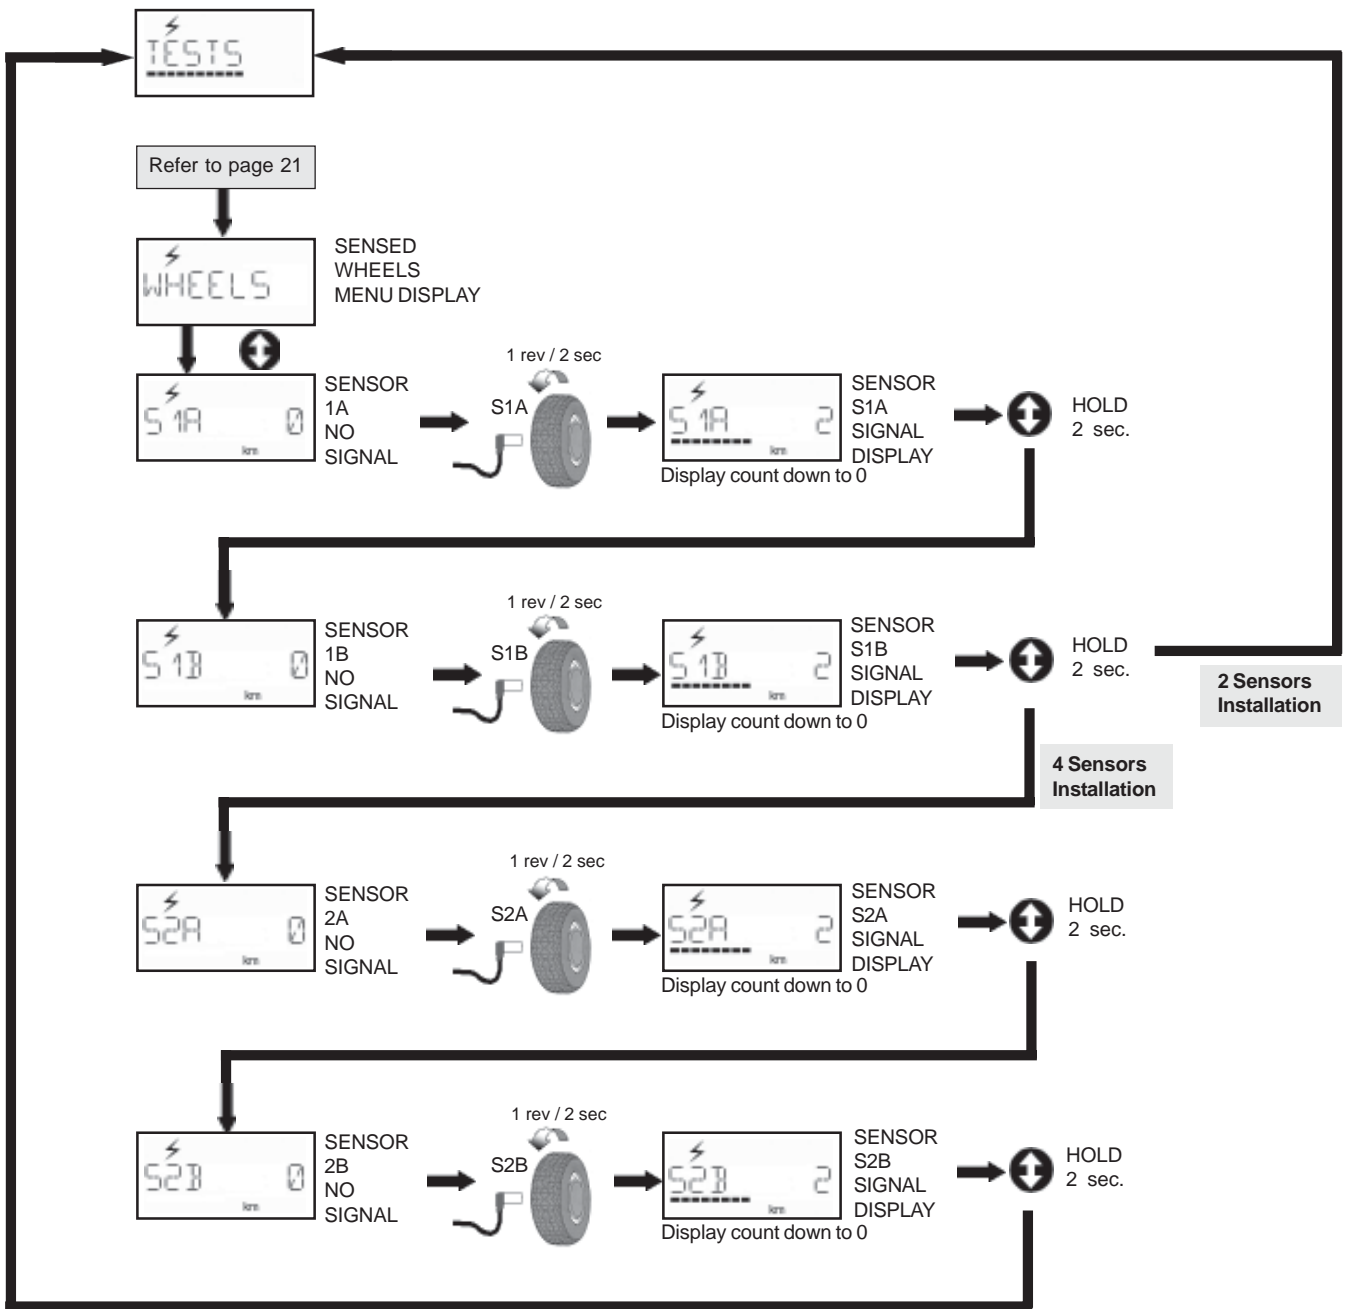 TESTS
Refer to page 21
WHEELS
SENSED
WHEELS
MENU DISPLAY
S1A 0
km
SENSOR
1A
NO
SIGNAL
1 rev / 2 sec
S1A
S1A 2
km
Display count down to 0
SENSOR
S1A
SIGNAL
DISPLAY
HOLD
2 sec.
S1B 0
km
SENSOR
1B
NO
SIGNAL
1 rev / 2 sec
S1B
S1B 2
km
Display count down to 0
SENSOR
S1B
SIGNAL
DISPLAY
HOLD
2 sec.
2 Sensors
Installation
4 Sensors
Installation
S2A 0
km
SENSOR
2A
NO
SIGNAL
1 rev / 2 sec
S2A
S2A 2
km
Display count down to 0
SENSOR
S2A
SIGNAL
DISPLAY
HOLD
2 sec.
S2B 0
km
SENSOR
2B
NO
SIGNAL
1 rev / 2 sec
S2B
S2B 2
km
Display count down to 0
SENSOR
S2B
SIGNAL
DISPLAY
HOLD
2 sec.